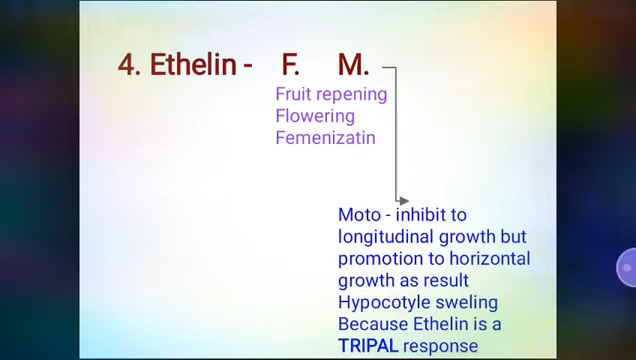 4. Ethelin - F. M.
Fruit repening
Flowering
Femenizatin
Moto - inhibit to
longitudinal growth but
promotion to horizontal
growth as result
Hypocotyle sweling
Because Ethelin is a
TRIPAL response